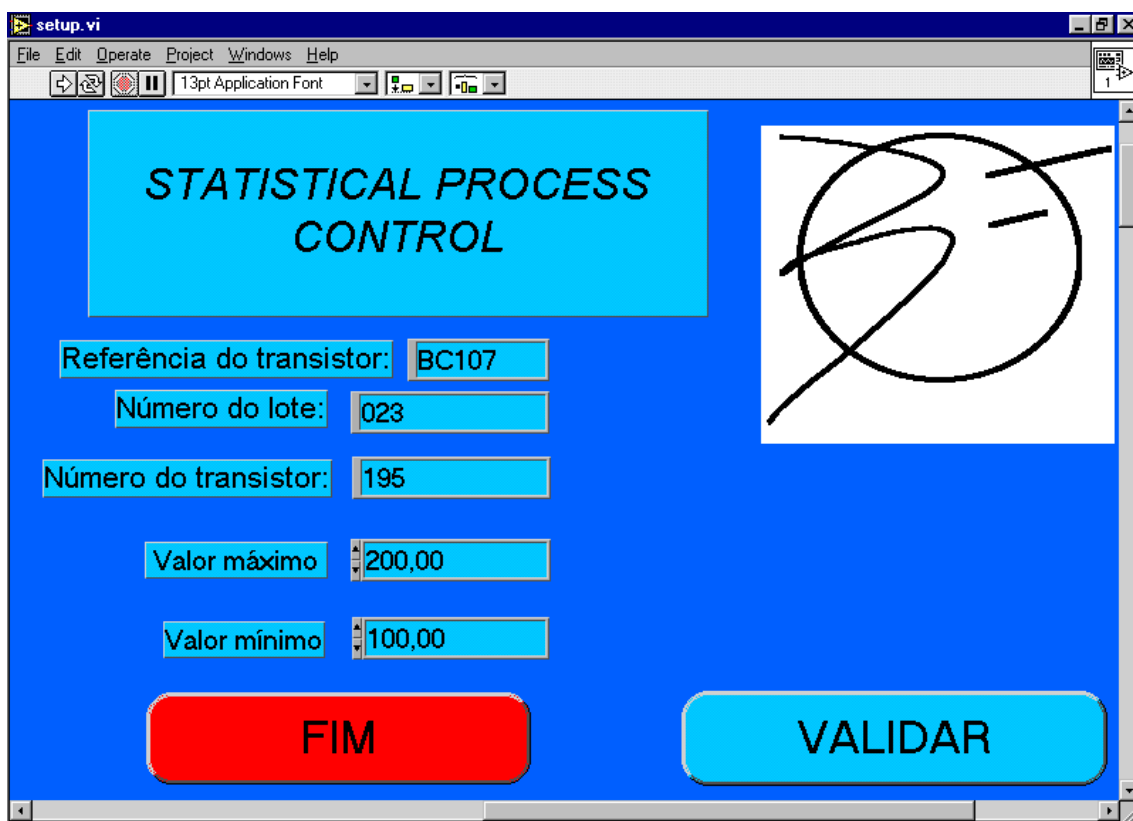 setup.vi
File Edit Operate Project Windows Help
13pt Application Font
1
STATISTICAL PROCESS
CONTROL
Referência do transistor: BC107
Número do lote: 023
Número do transistor: 195
Valor máximo 200,00
Valor mínimo 100,00
FIM VALIDAR